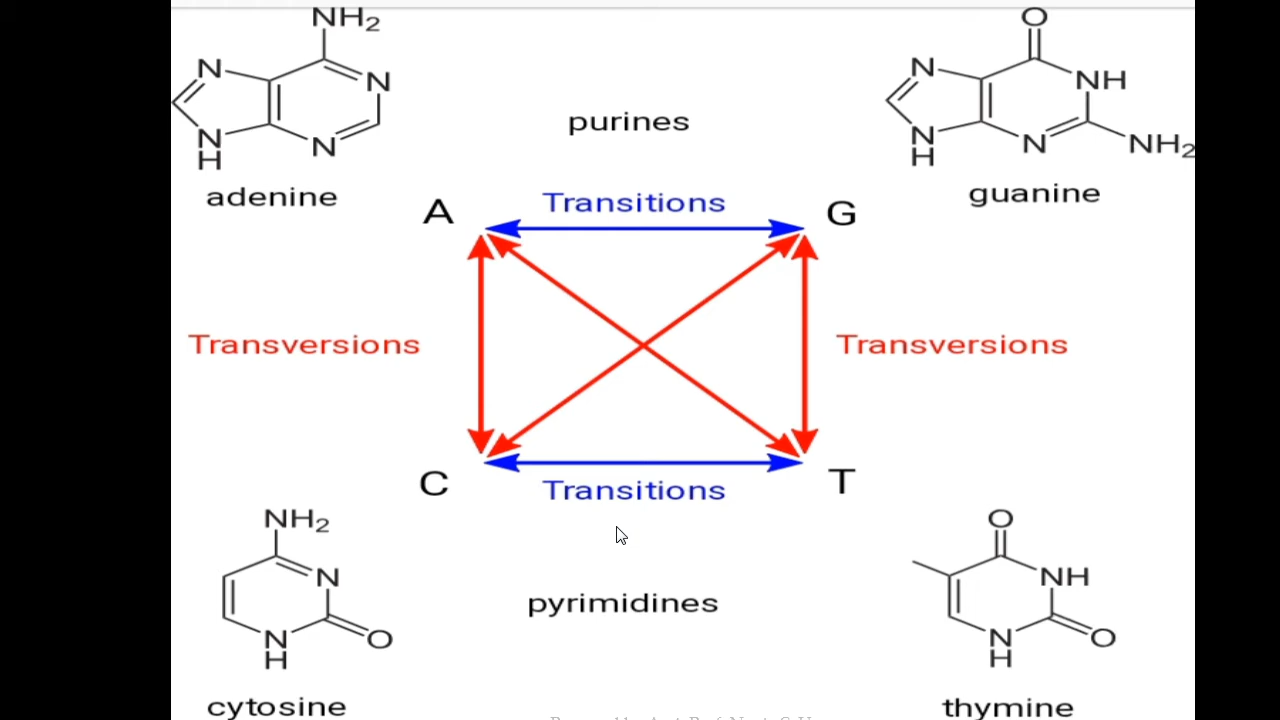 NH2
O
N
N
N
NH
N
N
N
H
N
H
N
NH2
purines
adenine
guanine
Transitions
A
G
Transversions
Transversions
C
T
Transitions
NH2
O
N
NH
pyrimidines
N
H
O
N
H
O
cytosine
thymine